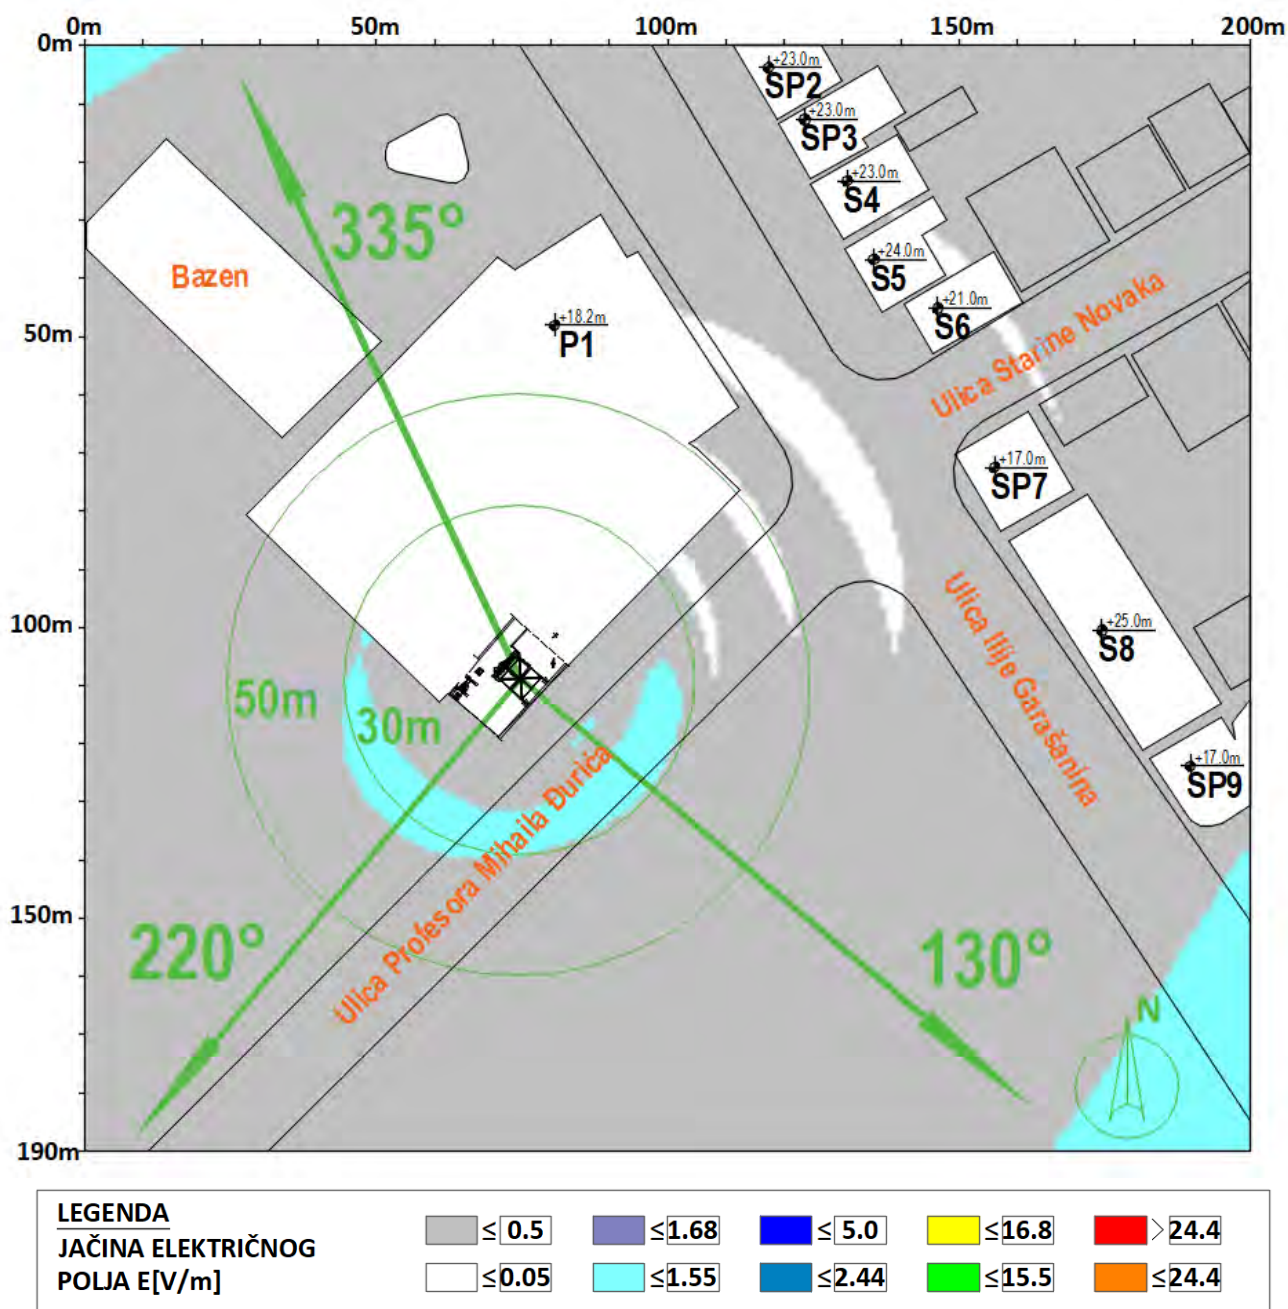 0m 50m 100m 150m 200m
0m
+23.0m
SP2
+23.0m
SP3
+23.0m
S4
335°
Bazen
+24.0m
S5
+21.0m
S6
+18.2m
P1
50m
Ulica Starine Novaka
+17.0m
SP7
100m
+25.0m
S8
Ulica Ilije Garašanina
50m
30m
+17.0m
SP9
Ulica Profesora Mihaila Đurića
150m
220°
130°
N
190m
LEGENDA
JAČINA ELEKTRIČNOG
POLJA E[V/m]
≤ 0.5 ≤1.68 ≤ 5.0 ≤16.8 >24.4
≤0.05 ≤1.55 ≤2.44 ≤15.5 ≤24.4